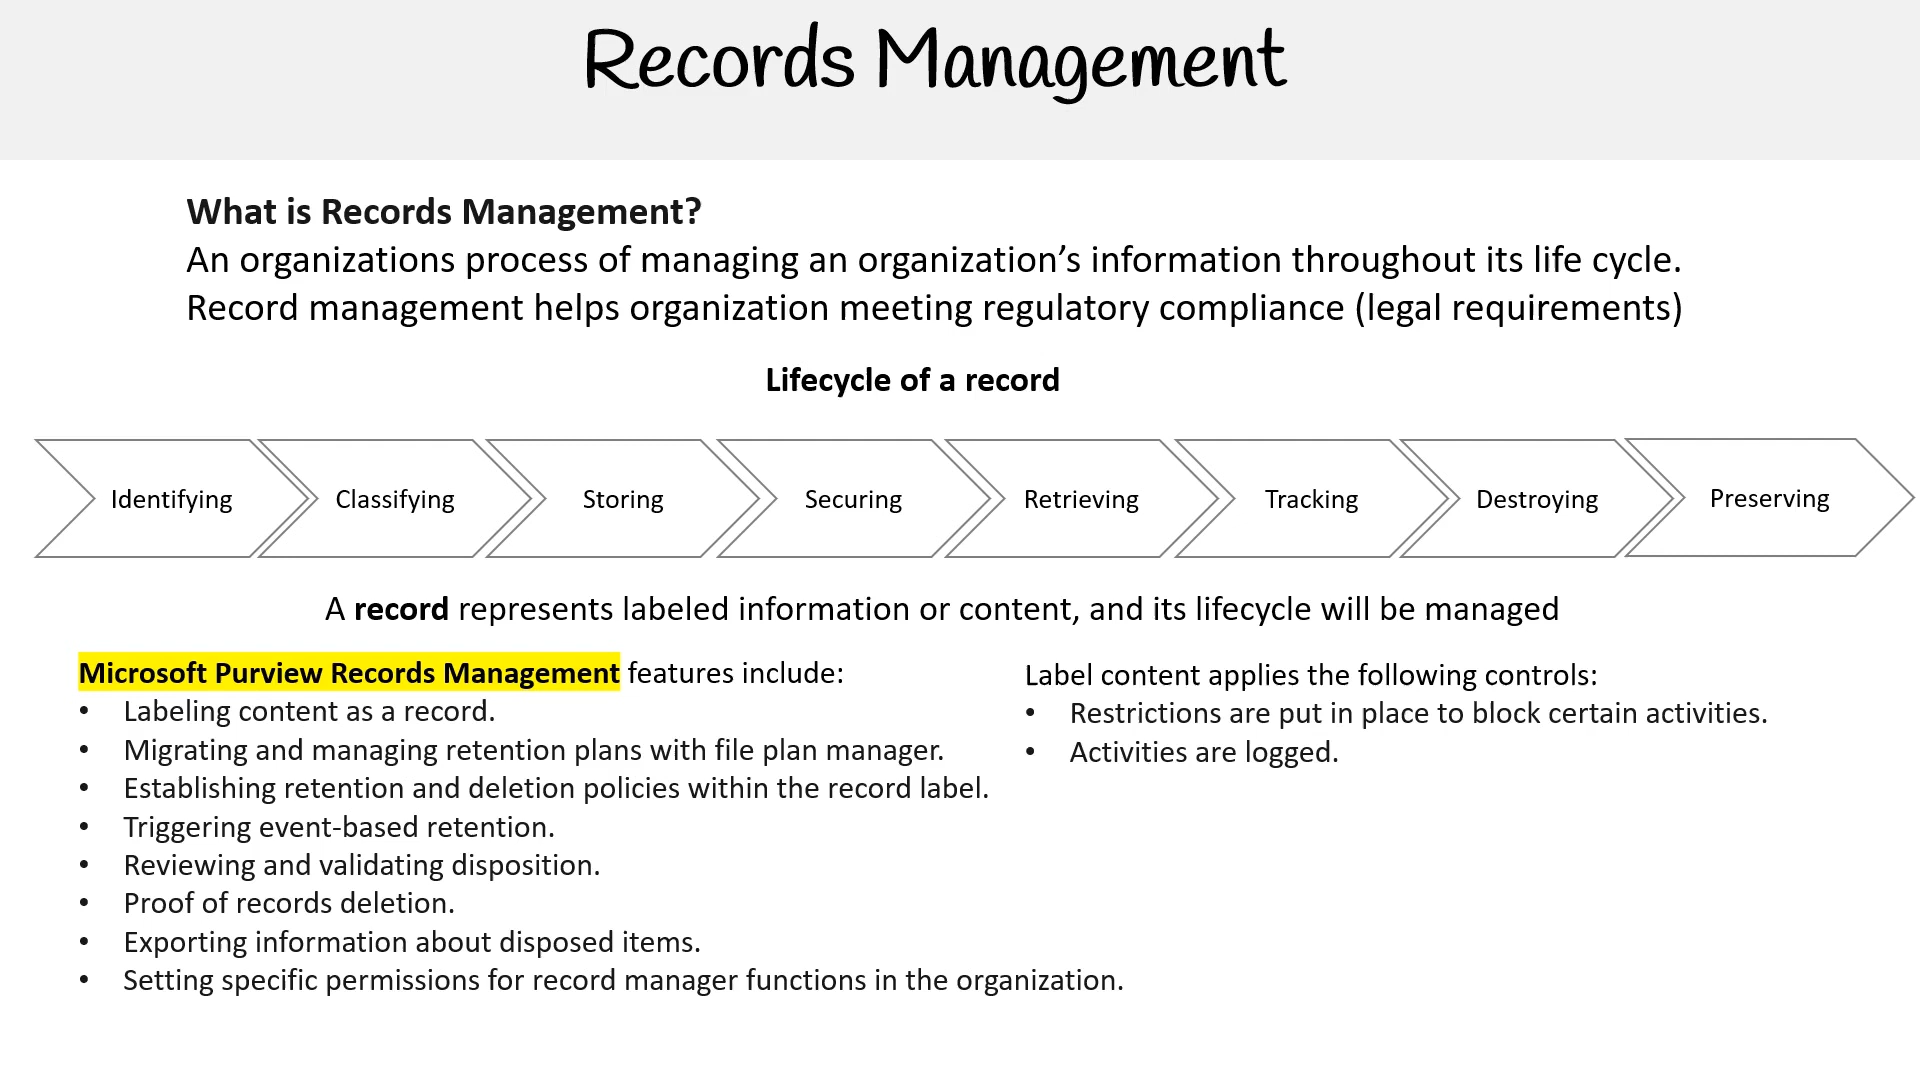 Records Management
What is Records Management?
An organizations process of managing an organization’s information throughout its life cycle.
Record management helps organization meeting regulatory compliance (legal requirements)
Lifecycle of a record
Identifying
Classifying
Storing
Securing
Retrieving
Tracking
Destroying
Preserving
A record represents labeled information or content, and its lifecycle will be managed
Microsoft Purview Records Management features include:
• Labeling content as a record.
• Migrating and managing retention plans with file plan manager.
• Establishing retention and deletion policies within the record label.
• Triggering event-based retention.
• Reviewing and validating disposition.
• Proof of records deletion.
• Exporting information about disposed items.
• Setting specific permissions for record manager functions in the organization.
Label content applies the following controls:
• Restrictions are put in place to block certain activities.
• Activities are logged.